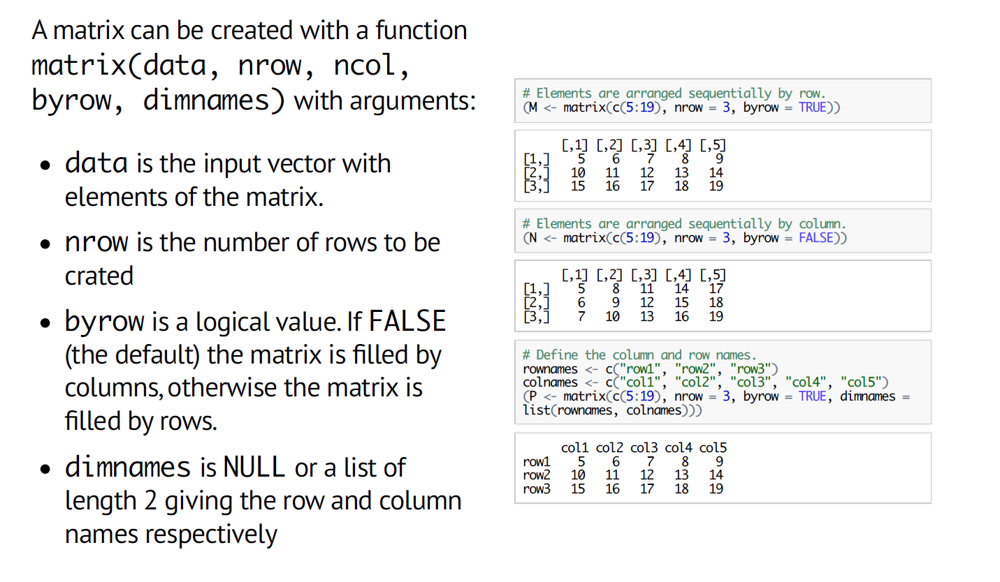 A matrix can be created with a function
matrix(data, nrow, ncol,
byrow, dimnames) with arguments:
• data is the input vector with
elements of the matrix.
• nrow is the number of rows to be
crated
• byrow is a logical value. If FALSE
(the default) the matrix is filled by
columns, otherwise the matrix is
filled by rows.
• dimnames is NULL or a list of
length 2 giving the row and column
names respectively
# Elements are arranged sequentially by row.
(M <- matrix(c(5:19), nrow = 3, byrow = TRUE))
[,1] [,2] [,3] [,4] [,5]
[1,] 5 6 7 8 9
[2,] 10 11 12 13 14
[3,] 15 16 17 18 19
# Elements are arranged sequentially by column.
(N <- matrix(c(5:19), nrow = 3, byrow = FALSE))
[,1] [,2] [,3] [,4] [,5]
[1,] 5 8 11 14 17
[2,] 6 9 12 15 18
[3,] 7 10 13 16 19
# Define the column and row names.
rownames <- c("row1", "row2", "row3")
colnames <- c("col1", "col2", "col3", "col4", "col5")
(P <- matrix(c(5:19), nrow = 3, byrow = TRUE, dimnames =
list(rownames, colnames)))
col1 col2 col3 col4 col5
row1 5 6 7 8 9
row2 10 11 12 13 14
row3 15 16 17 18 19